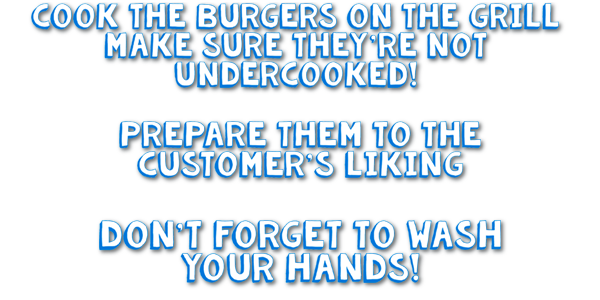 COOK THE BURGERS ON THE GRILL
MAKE SURE THEY'RE NOT
UNDERCOOKED!
PREPARE THEM TO THE
CUSTOMER'S LIKING
DON'T FORGET TO WASH
YOUR HANDS!